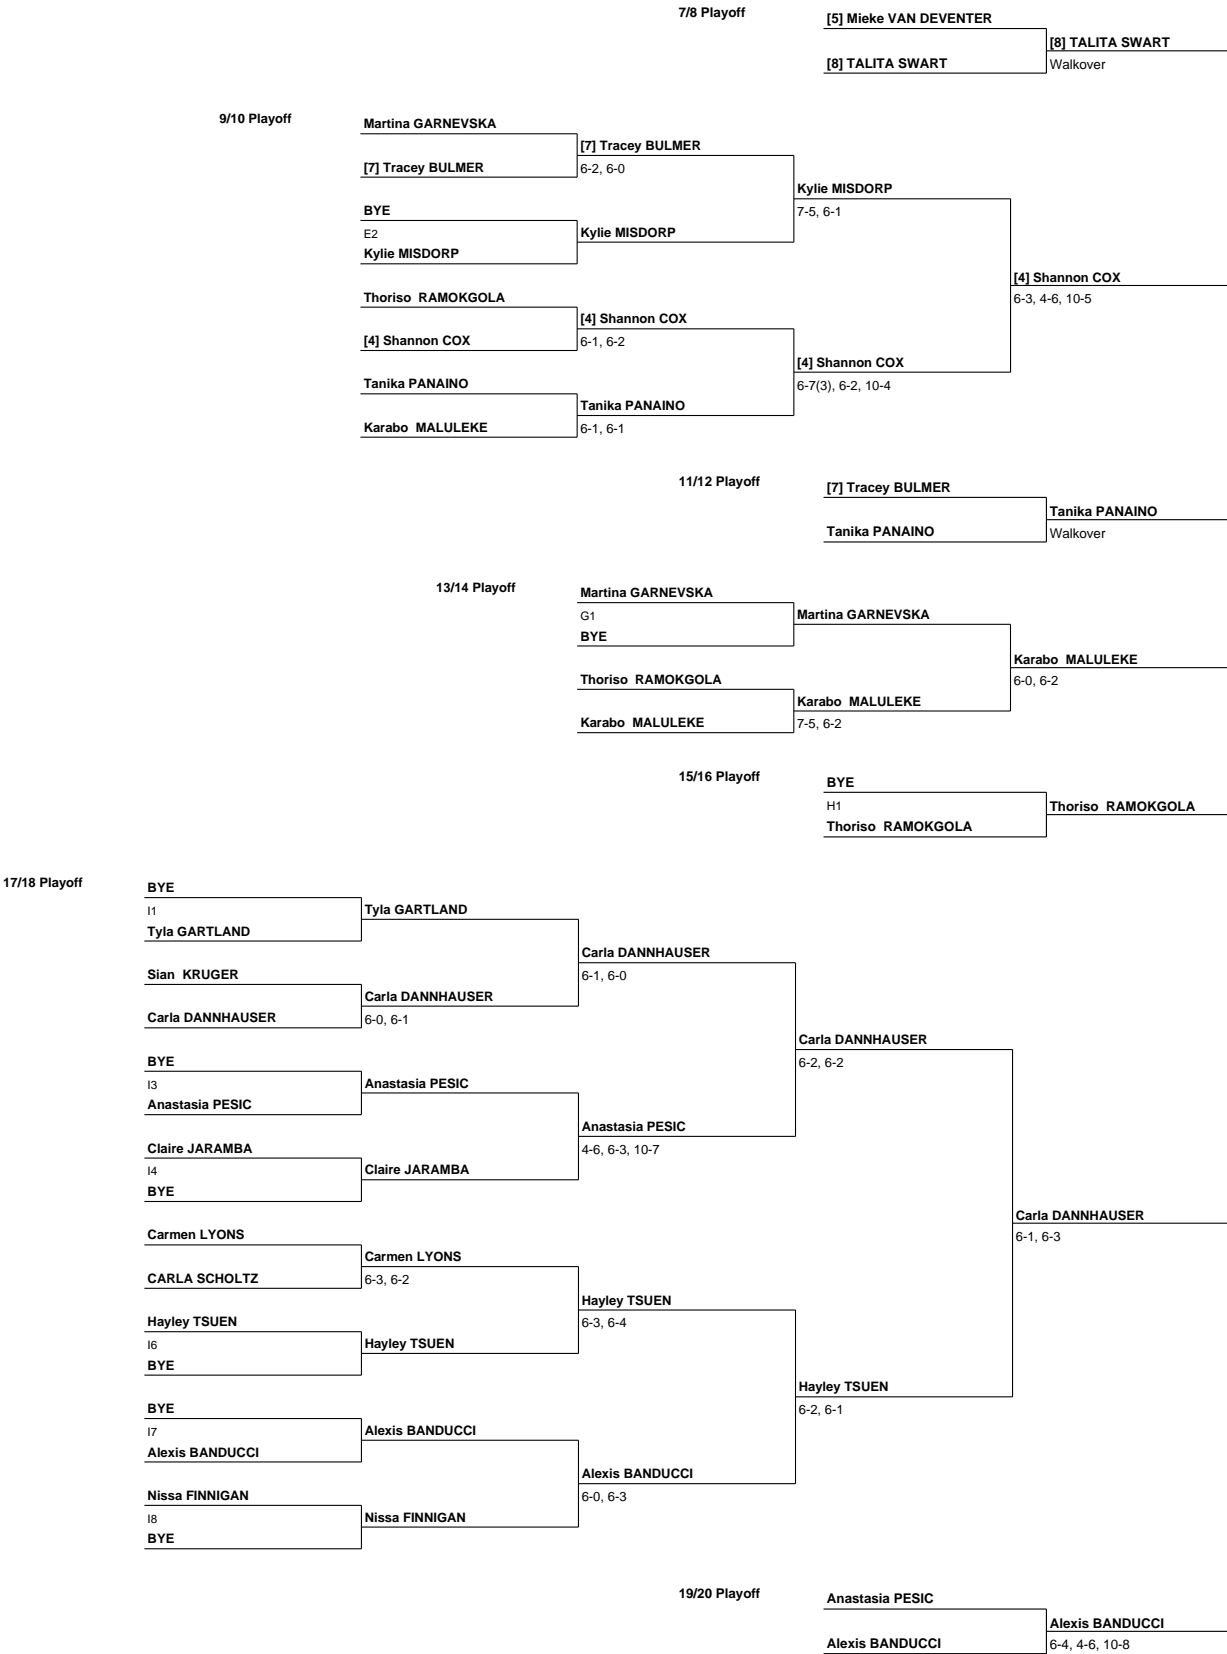 7/8 Playoff
[5] Mieke VAN DEVENTER
[8] TALITA SWART
[8] TALITA SWART
Walkover
9/10 Playoff
Martina GARNEVSKA
[7] Tracey BULMER
[7] Tracey BULMER
6-2, 6-0
Kylie MISDORP
BYE
7-5, 6-1
E2
Kylie MISDORP
Kylie MISDORP
[4] Shannon COX
Thoriso RAMOKGOLA
6-3, 4-6, 10-5
[4] Shannon COX
[4] Shannon COX
6-1, 6-2
[4] Shannon COX
Tanika PANAINO
6-7(3), 6-2, 10-4
Tanika PANAINO
Karabo MALULEKE
6-1, 6-1
11/12 Playoff
[7] Tracey BULMER
Tanika PANAINO
Tanika PANAINO
Walkover
13/14 Playoff
Martina GARNEVSKA
G1
Martina GARNEVSKA
BYE
Karabo MALULEKE
Thoriso RAMOKGOLA
6-0, 6-2
Karabo MALULEKE
Karabo MALULEKE
7-5, 6-2
15/16 Playoff
BYE
H1
Thoriso RAMOKGOLA
Thoriso RAMOKGOLA
17/18 Playoff
BYE
I1
Tyla GARTLAND
Tyla GARTLAND
Carla DANNHAUSER
Sian KRUGER
6-1, 6-0
Carla DANNHAUSER
Carla DANNHAUSER
6-0, 6-1
Carla DANNHAUSER
BYE
6-2, 6-2
I3
Anastasia PESIC
Anastasia PESIC
Anastasia PESIC
Claire JARAMBA
4-6, 6-3, 10-7
I4
Claire JARAMBA
BYE
Carla DANNHAUSER
Carmen LYONS
6-1, 6-3
Carmen LYONS
CARLA SCHOLTZ
6-3, 6-2
Hayley TSUEN
Hayley TSUEN
6-3, 6-4
I6
Hayley TSUEN
BYE
Hayley TSUEN
BYE
6-2, 6-1
I7
Alexis BANDUCCI
Alexis BANDUCCI
Alexis BANDUCCI
Nissa FINNIGAN
6-0, 6-3
I8
Nissa FINNIGAN
BYE
19/20 Playoff
Anastasia PESIC
Alexis BANDUCCI
Alexis BANDUCCI
6-4, 4-6, 10-8